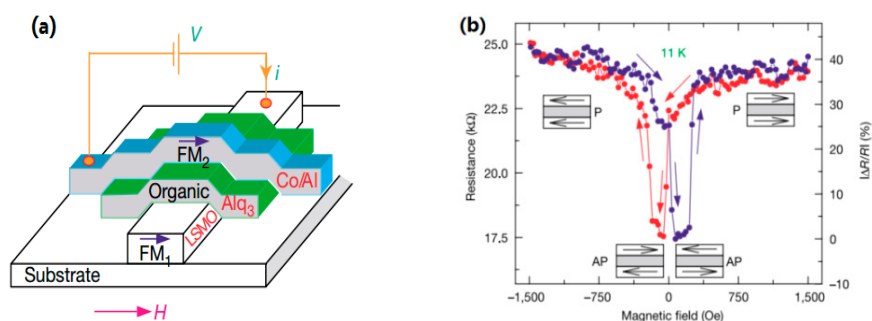 (a)
V
i
FM2
Co/Al
Organic
Alq3
LSMO
FM1
Substrate
H
(b)
11 K
25.0
22.5
20.0
17.5
Resistance (kΩ)
P
P
AP
AP
40
30
20
10
0
−10
|ΔR/R| (%)
−1,500
−750
0
750
1,500
Magnetic field (Oe)